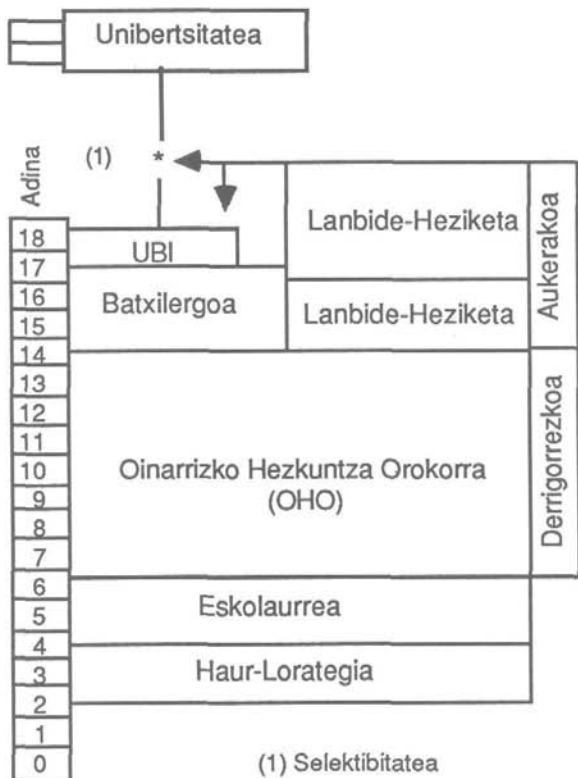 Unibertsitatea
Adina
(1) *
Lanbide-Heziketa
Aukerakoa
18
UBI
17
16
Batxilergoa
Lanbide-Heziketa
15
14
13
12
11
10
Oinarrizko Hezkuntza Orokorra
(OHO)
Derrigorrezkoa
9
8
7
6
Eskolaurrea
5
4
Haur-Lorategia
3
2
1
0
(1) Selektibitatea